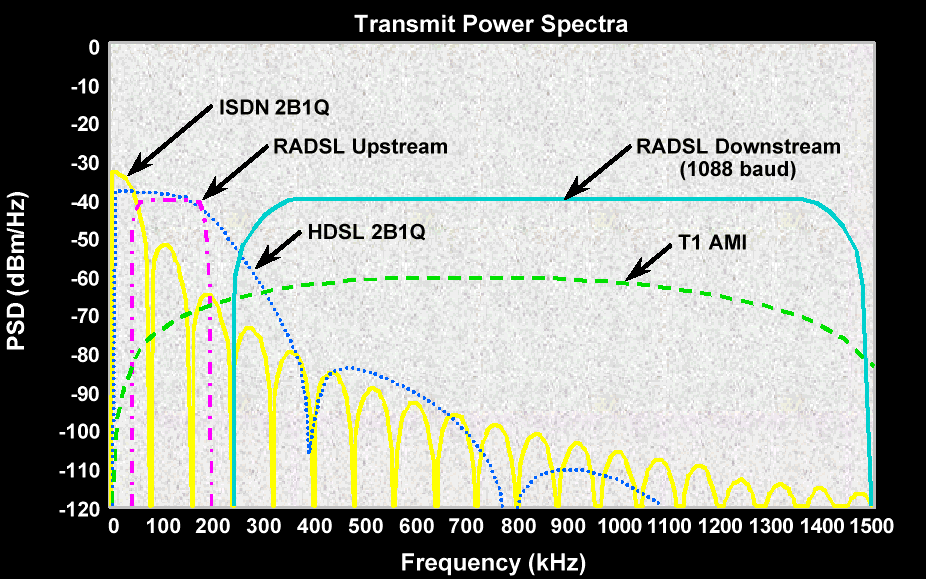 Transmit Power Spectra
0
-10
-20
-30
-40
-50
-60
-70
-80
-90
-100
-110
-120
PSD (dBm/Hz)
ISDN 2B1Q
RADSL Upstream
RADSL Downstream
(1088 baud)
HDSL 2B1Q
T1 AMI
0 100 200 300 400 500 600 700 800 900 1000 1100 1200 1300 1400 1500
Frequency (kHz)